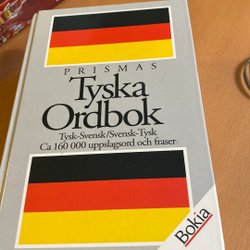 PRISMAS
Tyska
Ordbok
Tysk-Svensk/Svensk-Tysk
Ca 160 000 uppslagsord och fraser
Bokia